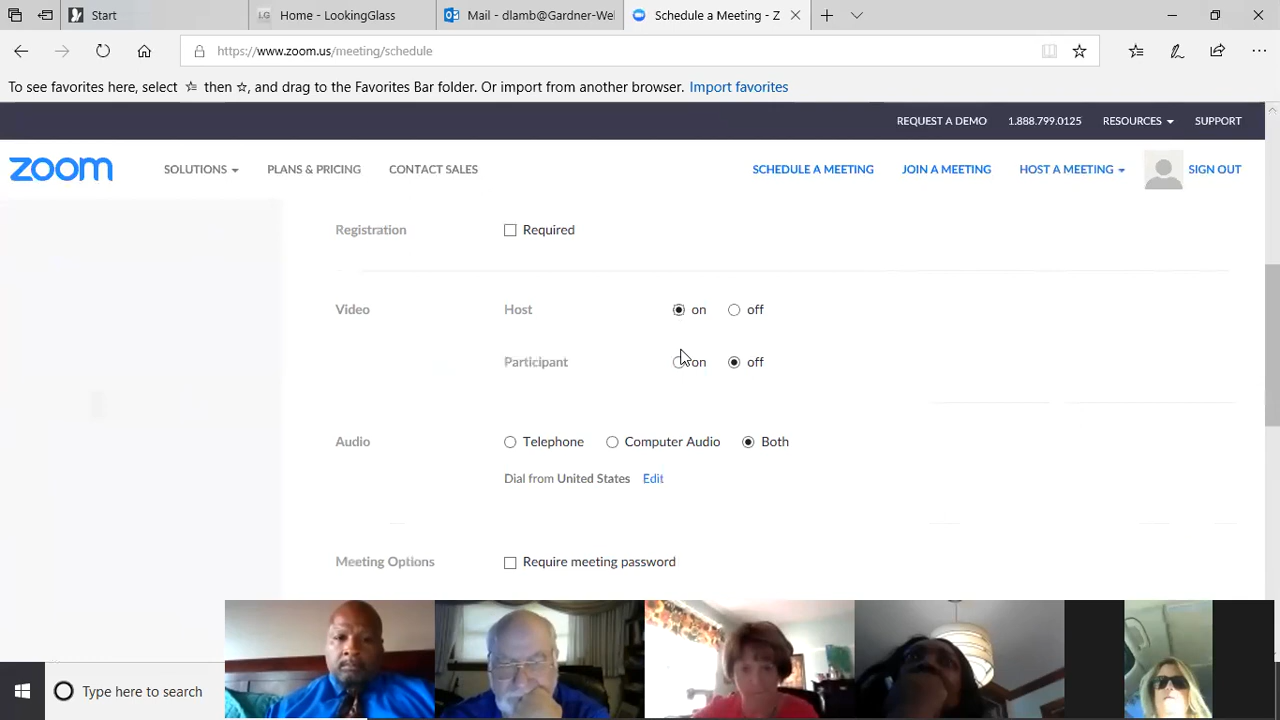 Start
LG Home - LookingGlass
Mail - dlamb@Gardner-Wel
Schedule a Meeting - Z
https://www.zoom.us/meeting/schedule
To see favorites here, select then, and drag to the Favorites Bar folder. Or import from another browser. Import favorites
REQUEST A DEMO 1.888.799.0125 RESOURCES SUPPORT
zoom SOLUTIONS PLANS & PRICING CONTACT SALES SCHEDULE A MEETING JOIN A MEETING HOST A MEETING SIGN OUT
Registration Required
Video Host on off
Participant on off
Audio Telephone Computer Audio Both
Dial from United States Edit
Meeting Options Require meeting password
Type here to search